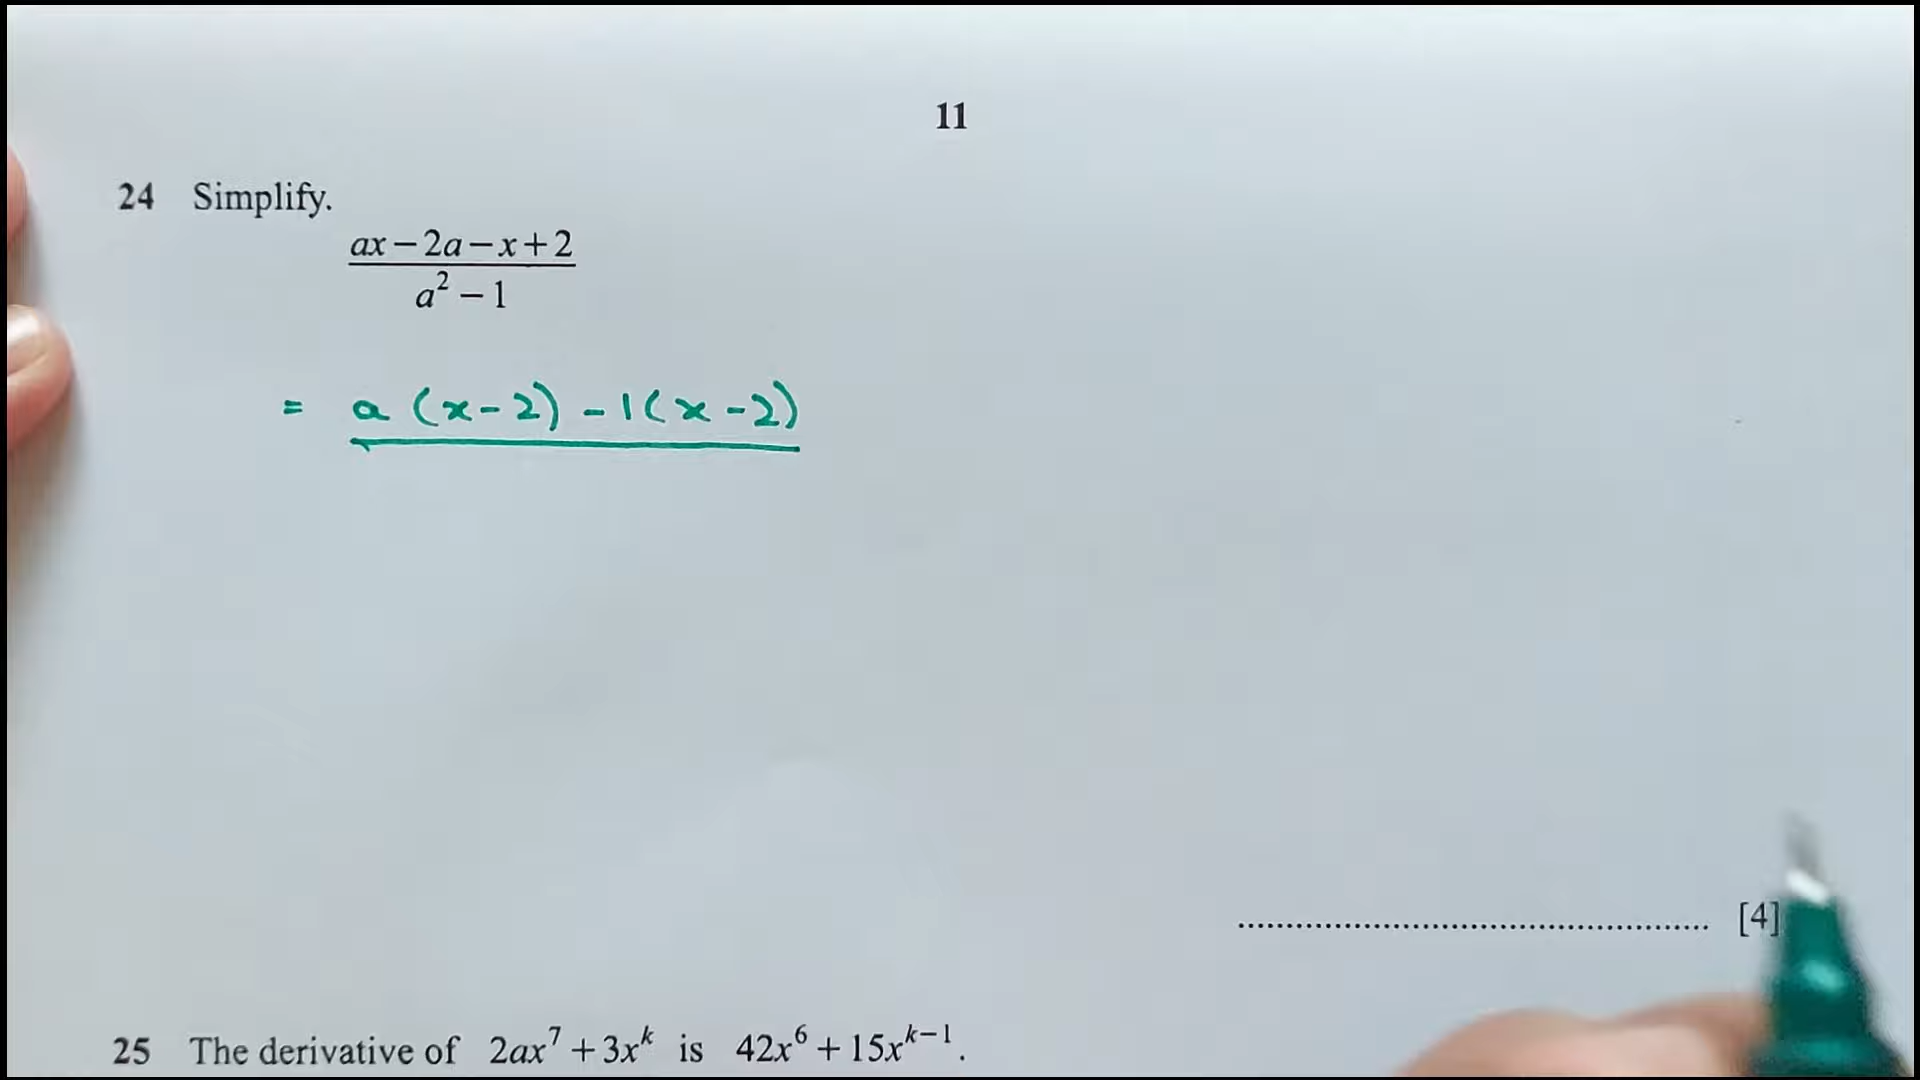 11
24 Simplify.
ax − 2a − x + 2
a² − 1
= a (x - 2) - 1(x - 2)
.................................................. [4]
25 The derivative of 2ax⁷ + 3xᵏ is 42x⁶ + 15xᵏ⁻¹.